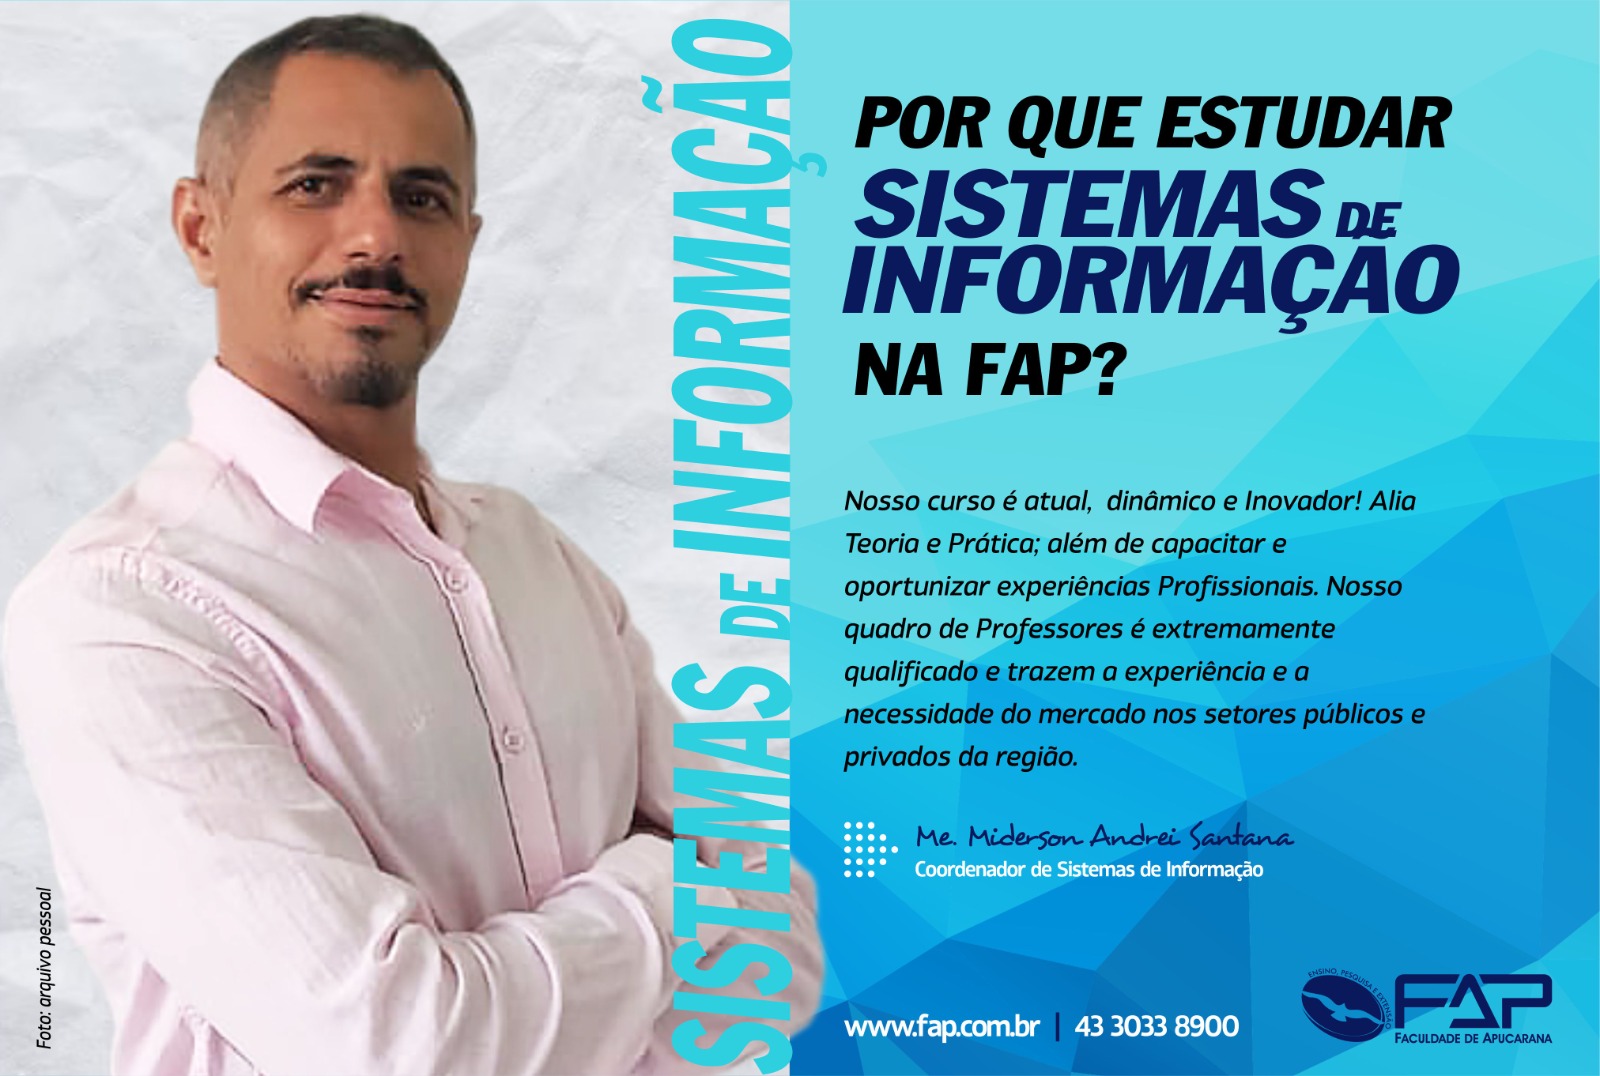 Foto: arquivo pessoal
SISTEMAS DE INFORMAÇÃO
POR QUE ESTUDAR
SISTEMAS DE
INFORMAÇÃO
NA FAP?
Nosso curso é atual,  dinâmico e Inovador! Alia
Teoria e Prática; além de capacitar e
oportunizar experiências Profissionais. Nosso
quadro de Professores é extremamente
qualificado e trazem a experiência e a
necessidade do mercado nos setores públicos e
privados da região.
Me. Miderson Andrei Santana
Coordenador de Sistemas de Informação
www.fap.com.br | 43 3033 8900
ENSINO, PESQUISA E EXTENSÃO
FAP
FACULDADE DE APUCARANA